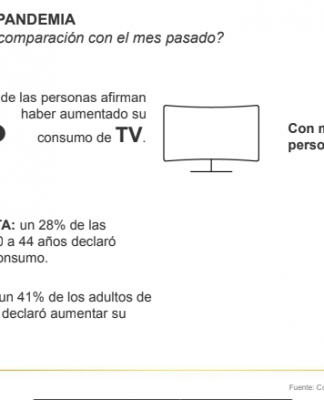 PANDEMIA
comparación con el mes pasado?
de las personas afirman
haber aumentado su
consumo de TV.
Con
perso
TA: un 28% de las
0 a 44 años declaró
onsumo.
un 41% de los adultos de
declaró aumentar su
Fuente: